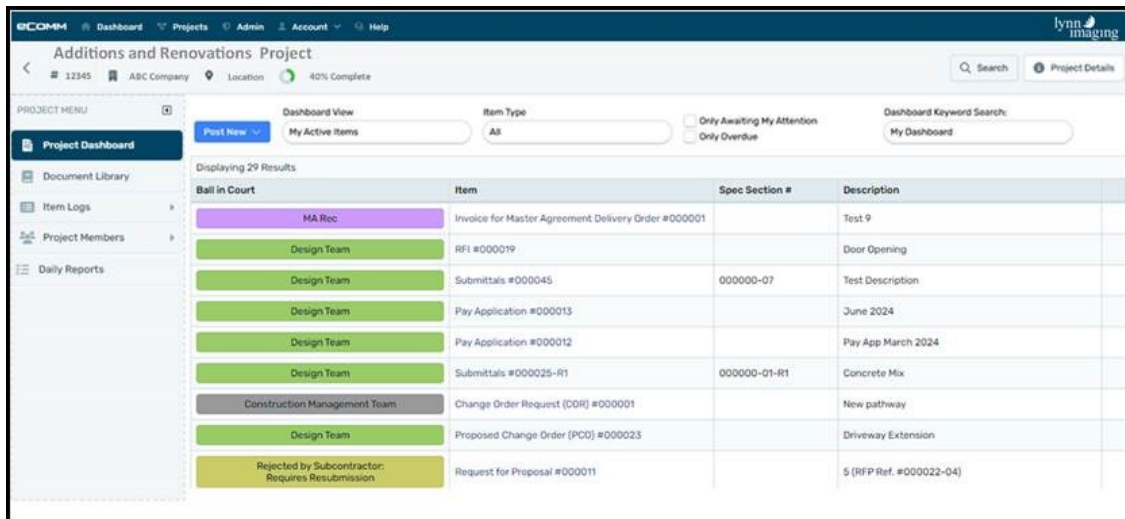 eCOMM Dashboard Projects Admin Account Help
lynn imaging
Additions and Renovations Project
# 12345 ABC Company Location 40% Complete
Search Project Details
PROJECT MENU
Project Dashboard
Document Library
Item Logs
Project Members
Daily Reports
Post New
Dashboard View
My Active Items
Item Type
All
Only Awaiting My Attention
Only Overdue
Dashboard Keyword Search:
My Dashboard
Displaying 29 Results
Ball in Court Item Spec Section # Description
MA Rec Invoice for Master Agreement Delivery Order #000001 Test 9
Design Team RFI #000019 Door Opening
Design Team Submittals #000045 000000-07 Test Description
Design Team Pay Application #000013 June 2024
Design Team Pay Application #000012 Pay App March 2024
Design Team Submittals #000025-R1 000000-01-R1 Concrete Mix
Construction Management Team Change Order Request (COR) #000001 New pathway
Design Team Proposed Change Order (PCO) #000023 Driveway Extension
Rejected by Subcontractor:
Requires Resubmission Request for Proposal #000011 5 (RFP Ref. #000022-04)